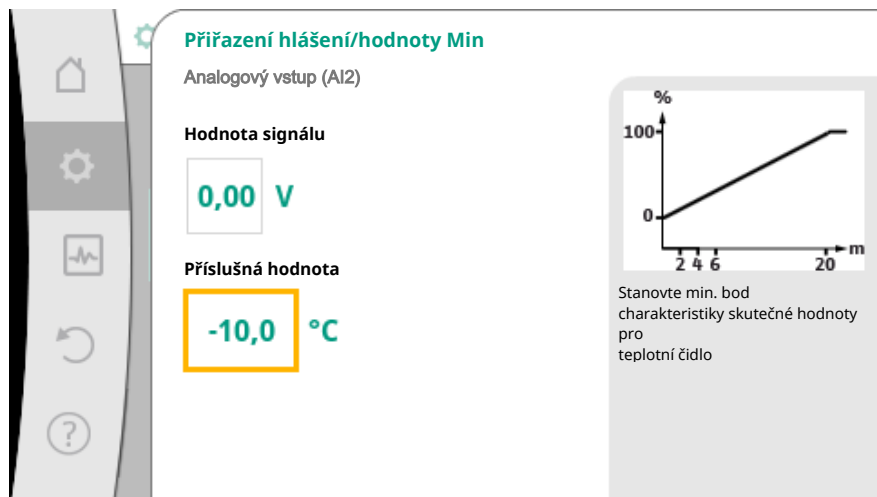 Přiřazení hlášení/hodnoty Min
Analogový vstup (AI2)
Hodnota signálu
0,00 V
Příslušná hodnota
-10,0 °C
%
100
0
2 4 6 20 m
Stanovte min. bod
charakteristiky skutečné hodnoty
pro
teplotní čidlo
?